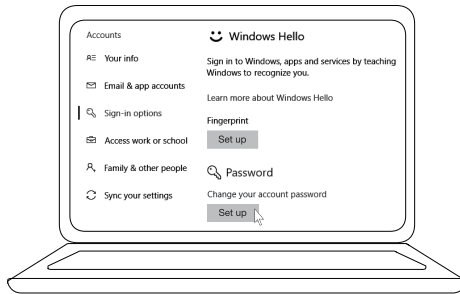 Accounts
Your info
Email & app accounts
Sign-in options
Access work or school
Family & other people
Sync your settings
Windows Hello
Sign in to Windows, apps and services by teaching
Windows to recognize you.
Learn more about Windows Hello
Fingerprint
Set up
Password
Change your account password
Set up